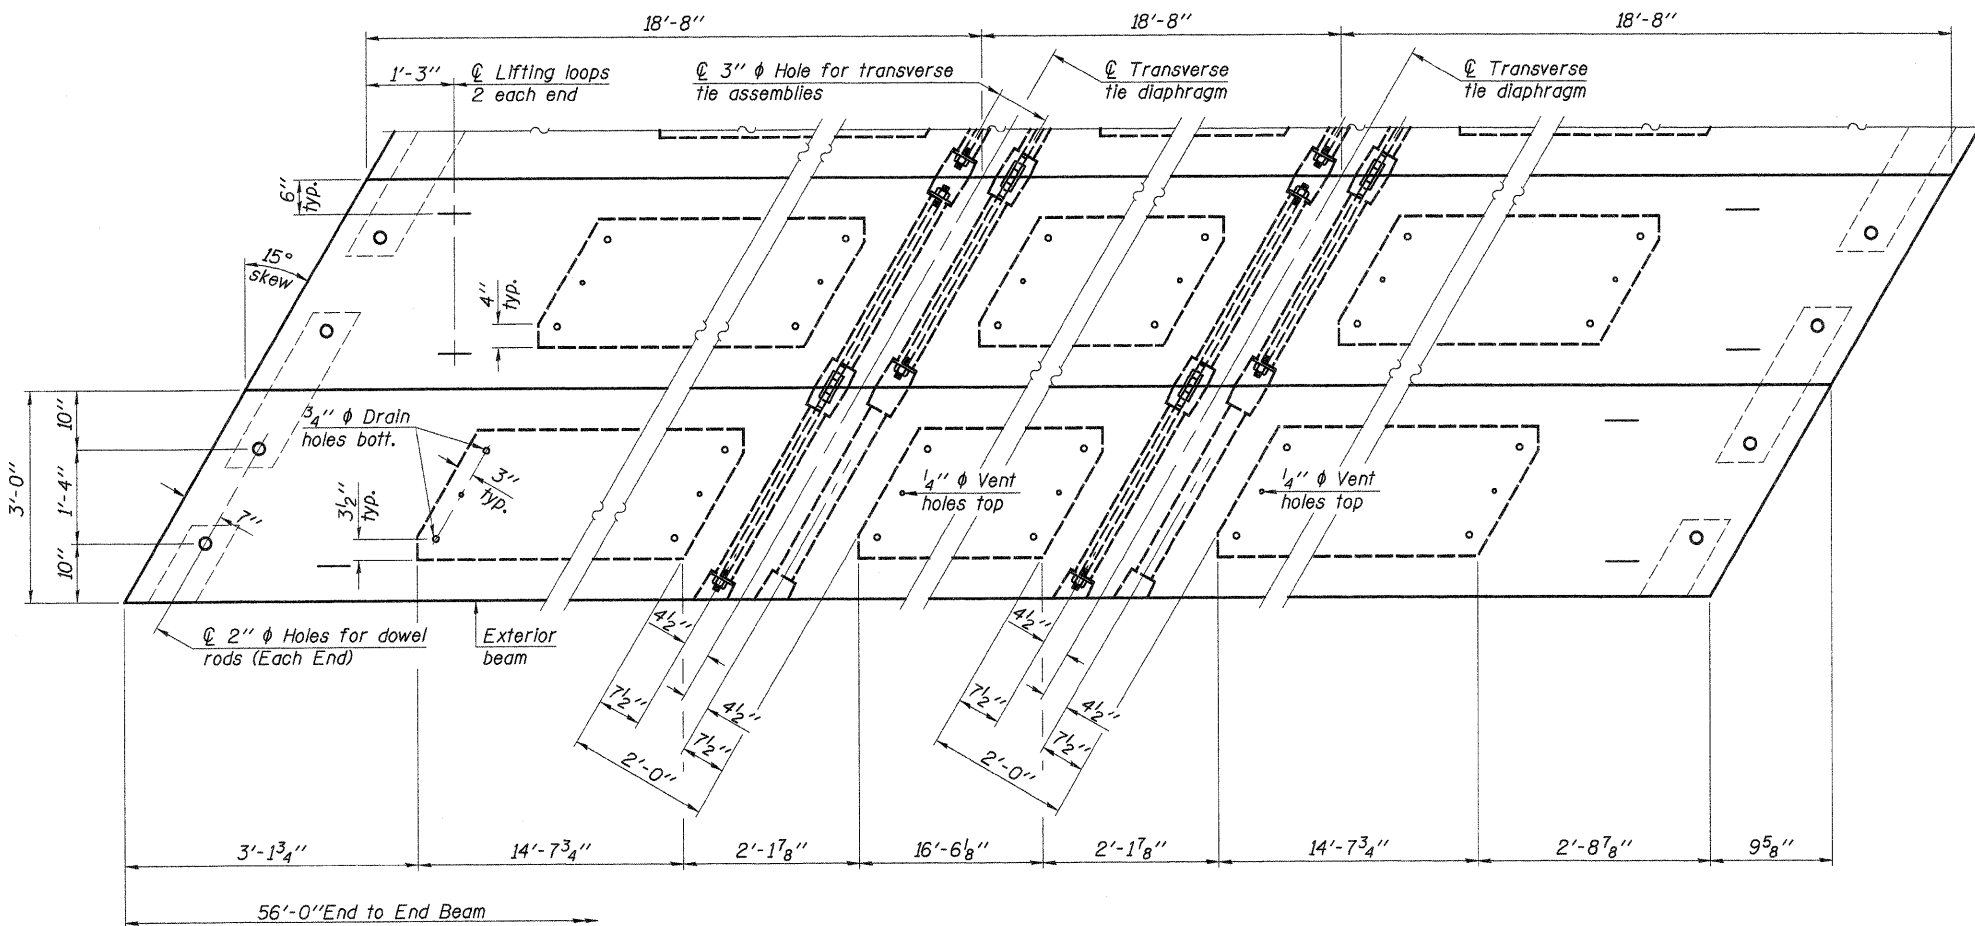 18'-8"
18'-8"
18'-8"
1'-3"
℄ Lifting loops
2 each end
℄ 3" ϕ Hole for transverse
tie assemblies
℄ Transverse
tie diaphragm
℄ Transverse
tie diaphragm
6"
typ.
15°
skew
4"
typ.
3'-0"
10"
1'-4"
10"
3/4" ϕ Drain
holes bott.
3"
typ.
3 1/2"
typ.
7"
1/4" ϕ Vent
holes top
1/4" ϕ Vent
holes top
℄ 2" ϕ Holes for dowel
rods (Each End)
Exterior
beam
4 1/2"
7 1/2"
4 1/2"
7 1/2"
2'-0"
4 1/2"
7 1/2"
4 1/2"
7 1/2"
2'-0"
3'-1 3/4"
14'-7 3/4"
2'-1 7/8"
16'-6 1/8"
2'-1 7/8"
14'-7 3/4"
2'-8 7/8"
9 5/8"
56'-0" End to End Beam